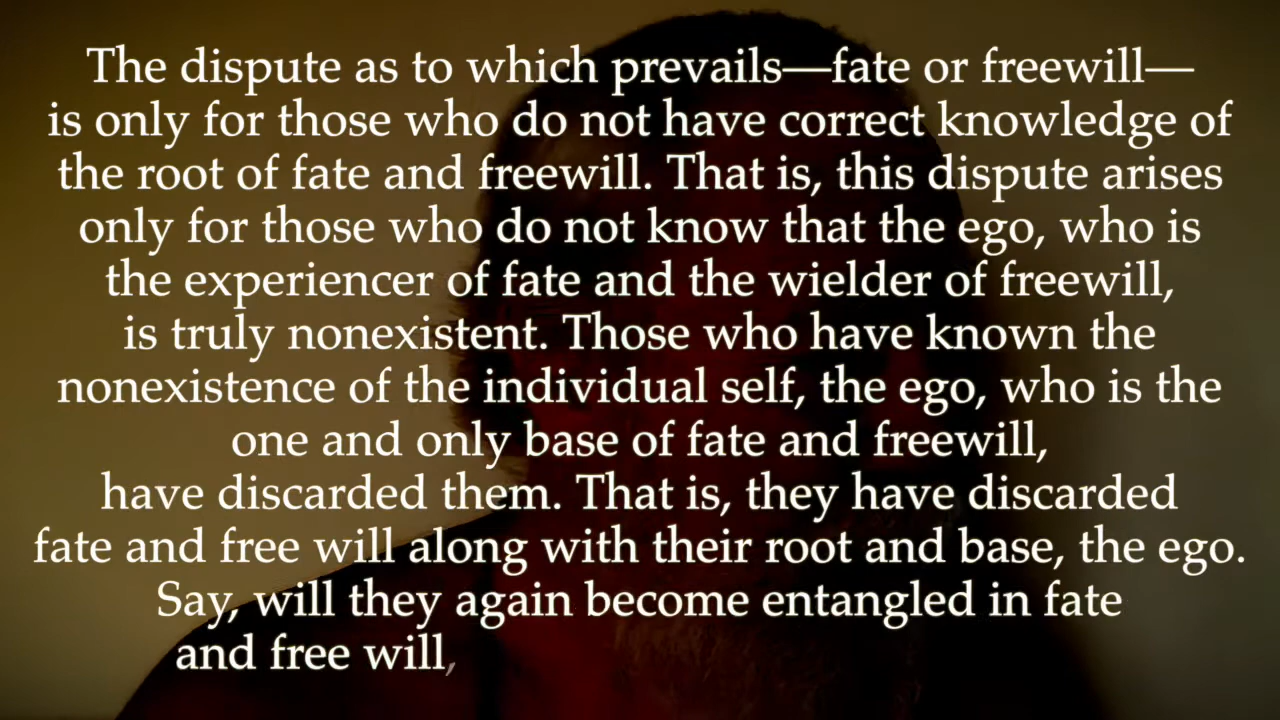 The dispute as to which prevails—fate or freewill—
is only for those who do not have correct knowledge of
the root of fate and freewill. That is, this dispute arises
only for those who do not know that the ego, who is
the experiencer of fate and the wielder of freewill,
is truly nonexistent. Those who have known the
nonexistence of the individual self, the ego, who is the
one and only base of fate and freewill,
have discarded them. That is, they have discarded
fate and free will along with their root and base, the ego.
Say, will they again become entangled in fate
and free will,